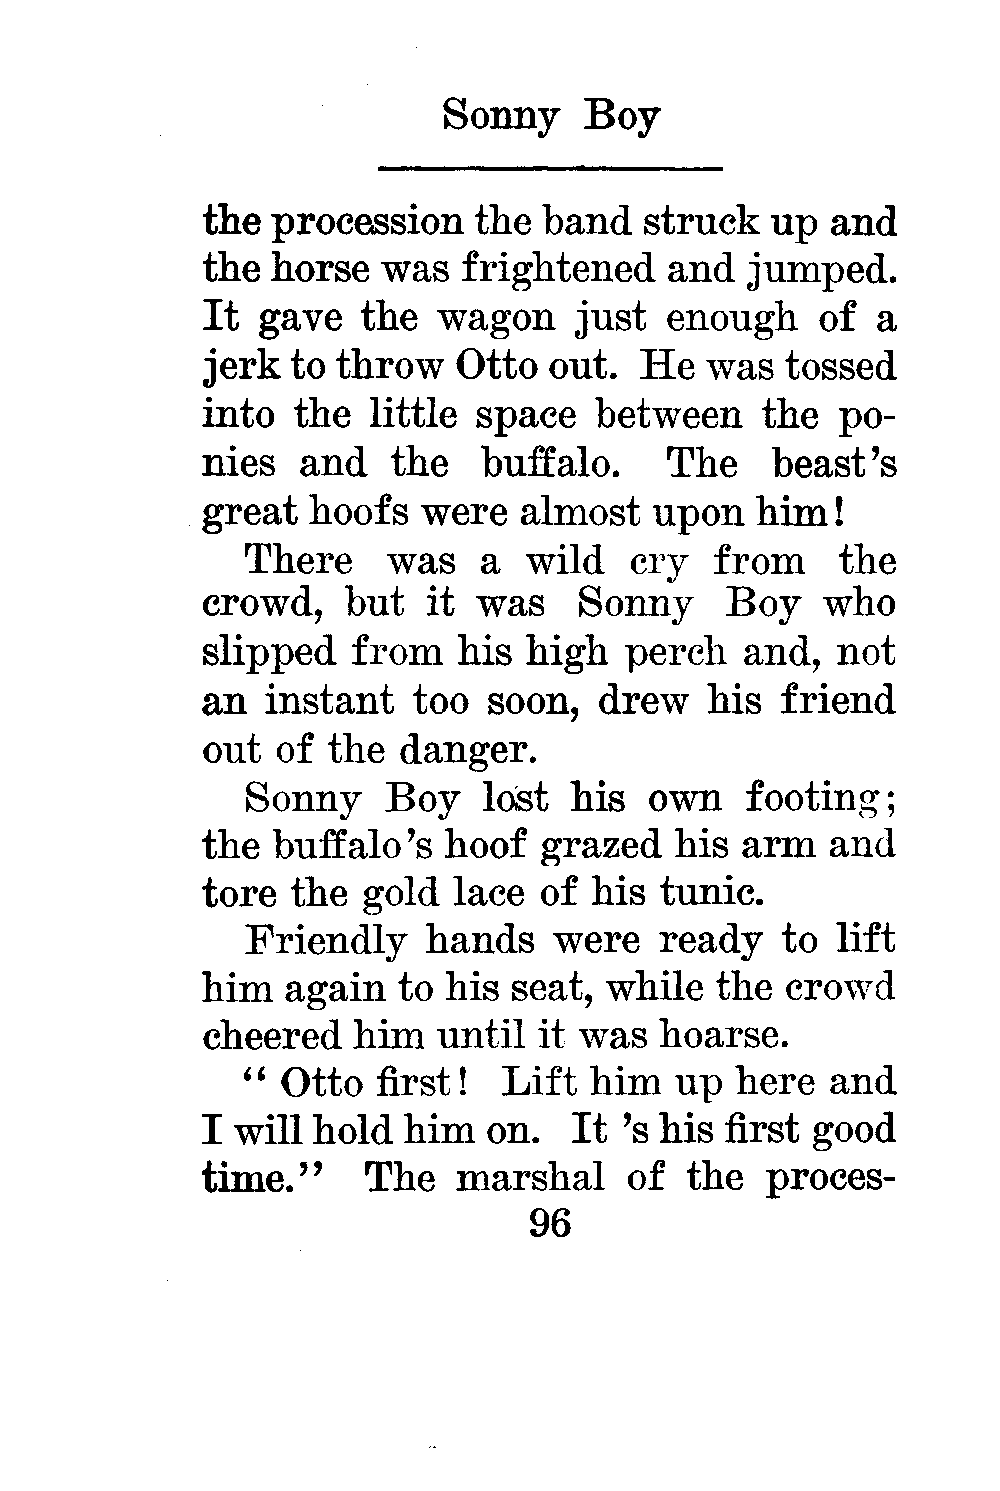 Sonny Boy
the procession the band struck up and
the horse was frightened and jumped.
It gave the wagon just enough of a
jerk to throw Otto out. He was tossed
into the little space between the po-
nies and the buffalo. The beast's
great hoofs were almost upon him!
There was a wild cry from the
crowd, but it was Sonny Boy who
slipped from his high perch and, not
an instant too soon, drew his friend
out of the danger.
Sonny Boy lost his own footing;
the buffalo's hoof grazed his arm and
tore the gold lace of his tunic.
Friendly hands were ready to lift
him again to his seat, while the crowd
cheered him until it was hoarse.
“ Otto first! Lift him up here and
I will hold him on. It 's his first good
time.” The marshal of the proces-
96